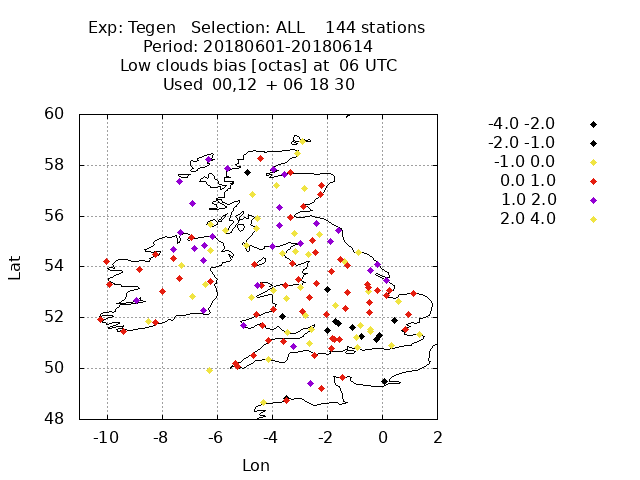 Exp: Tegen Selection: ALL 144 stations
Period: 20180601-20180614
Low clouds bias [octas] at 06 UTC
Used 00,12 + 06 18 30
-4.0 -2.0
-2.0 -1.0
-1.0 0.0
0.0 1.0
1.0 2.0
2.0 4.0
60
58
56
54
52
50
48
Lat
-10 -8 -6 -4 -2 0 2
Lon